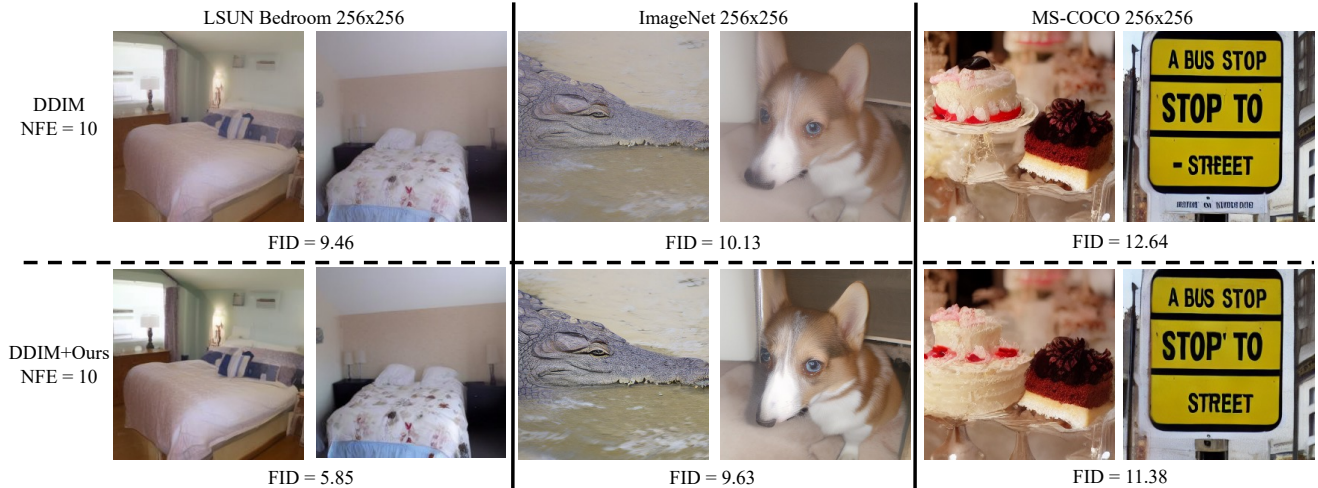 LSUN Bedroom 256x256
ImageNet 256x256
MS-COCO 256x256
DDIM
NFE = 10
A BUS STOP
STOP TO
- STREET
FID = 9.46
FID = 10.13
FID = 12.64
DDIM+Ours
NFE = 10
A BUS STOP
STOP' TO
STREET
FID = 5.85
FID = 9.63
FID = 11.38